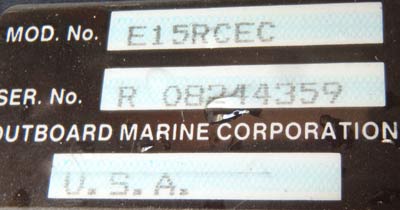 MOD. No. E15RCEC
SER. No. R 08244359
OUTBOARD MARINE CORPORATION
U.S.A.